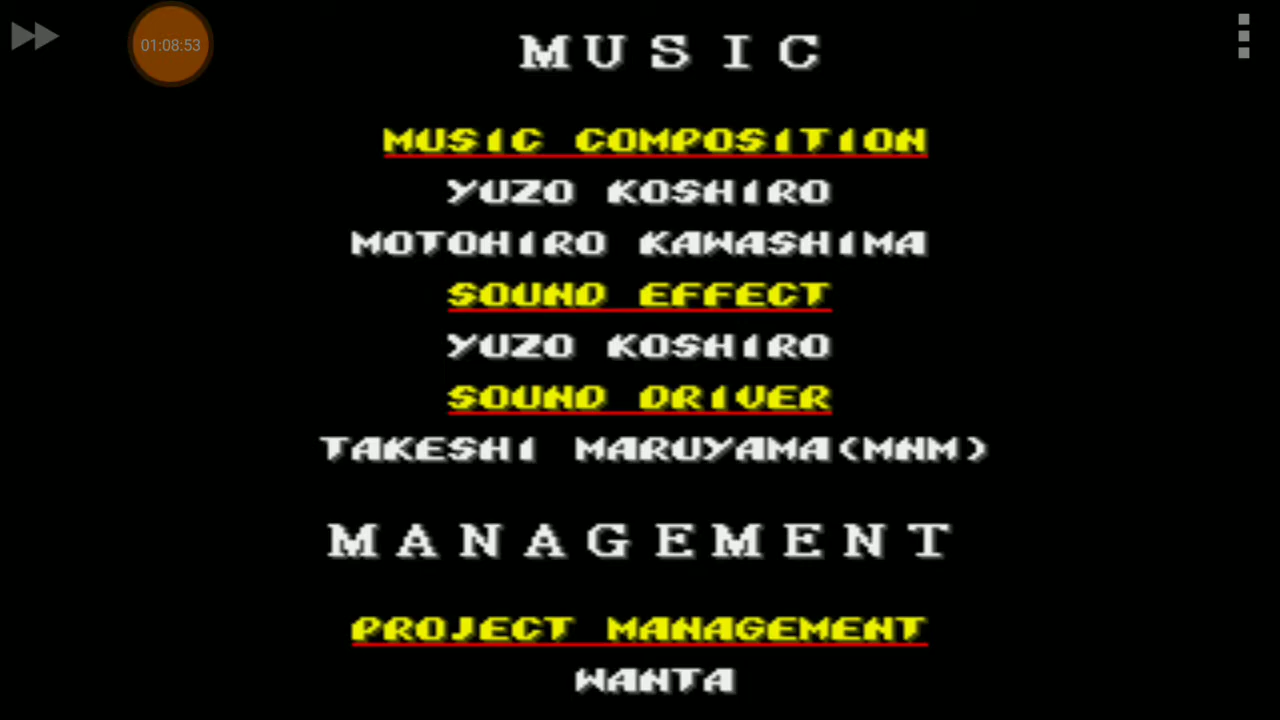 01:08:53
MUSIC
MUSIC COMPOSITION
YUZO KOSHIRO
MOTOHIRO KAWASHIMA
SOUND EFFECT
YUZO KOSHIRO
SOUND DRIVER
TAKESHI MARUYAMA(MNM)
MANAGEMENT
PROJECT MANAGEMENT
WANTA